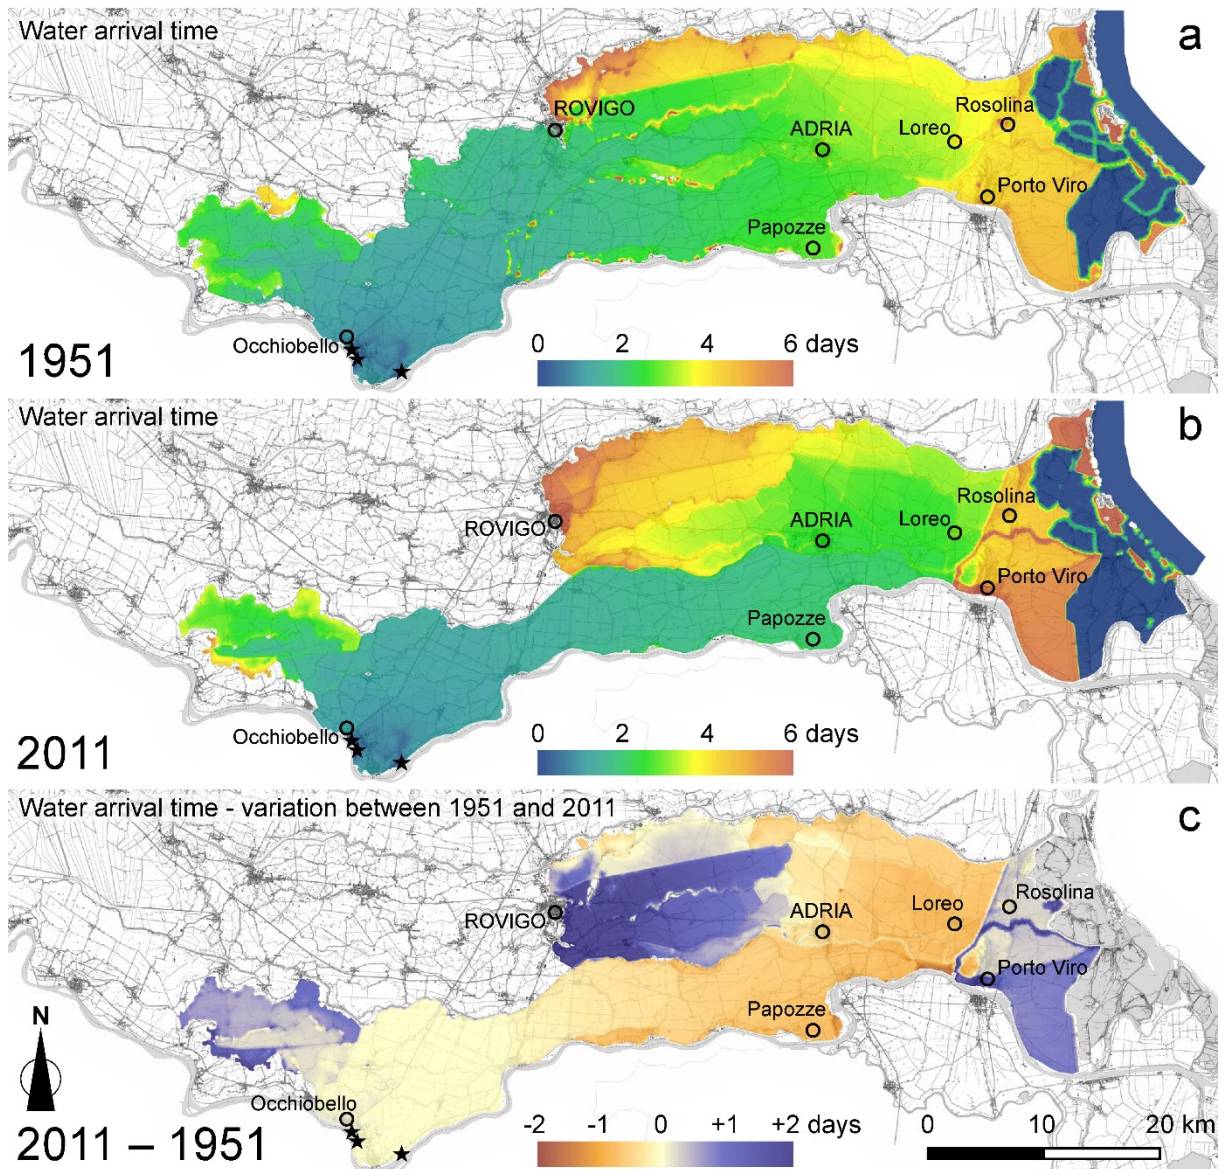 Water arrival time
a
ROVIGO
Rosolina
ADRIA
Loreo
Porto Viro
Papozze
Occhiobello
0 2 4 6 days
1951
Water arrival time
b
Rosolina
ROVIGO
ADRIA
Loreo
Porto Viro
Papozze
Occhiobello
0 2 4 6 days
2011
Water arrival time - variation between 1951 and 2011
c
Rosolina
ROVIGO
ADRIA
Loreo
Porto Viro
Papozze
N
Occhiobello
-2 -1 0 +1 +2 days
0 10 20 km
2011 – 1951